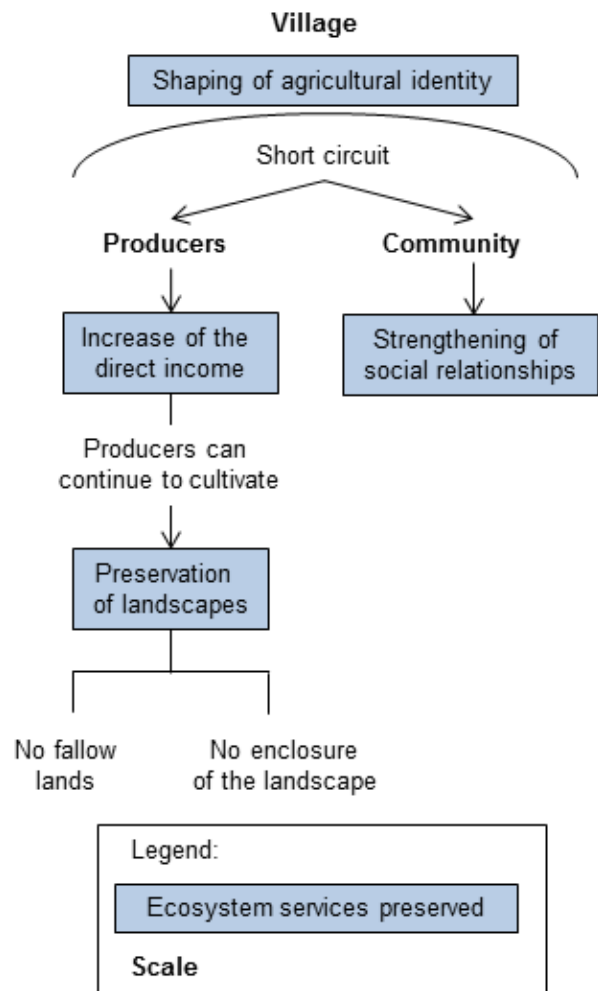 Village
Shaping of agricultural identity
Short circuit
Producers
Community
Increase of the
direct income
Strengthening of
social relationships
Producers can
continue to cultivate
Preservation
of landscapes
No fallow
lands
No enclosure
of the landscape
Legend:
Ecosystem services preserved
Scale